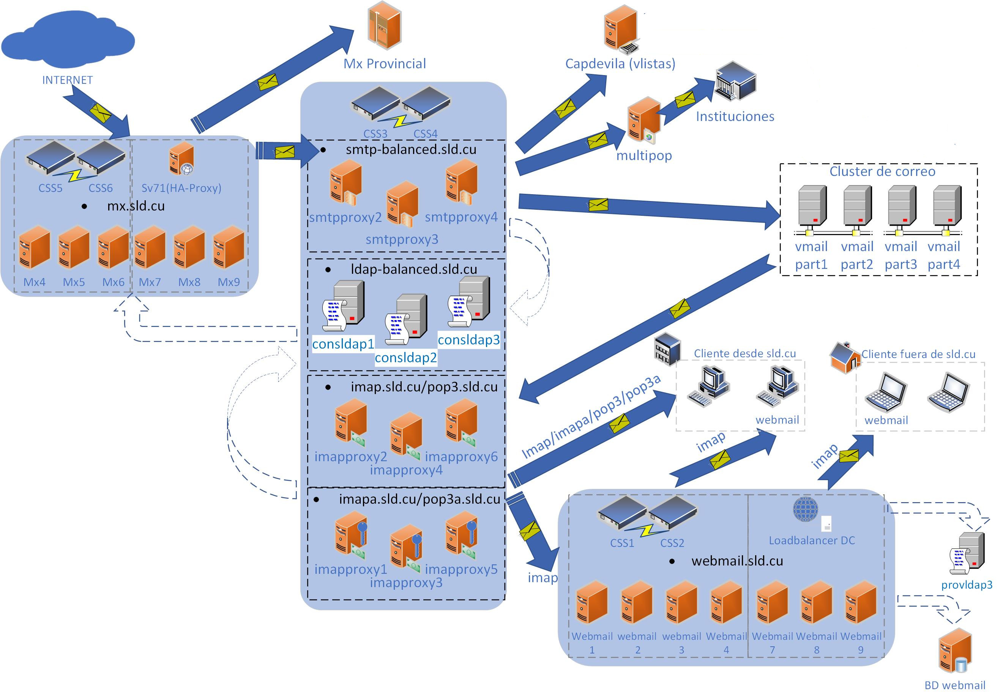 INTERNET
Mx Provincial
Capdevila (vlistas)
Instituciones
multipop
CSS5
CSS6
Sv71(HA-Proxy)
• mx.sld.cu
Mx4
Mx5
Mx6
Mx7
Mx8
Mx9
CSS3
CSS4
• smtp-balanced.sld.cu
smtpproxy2
smtpproxy4
smtpproxy3
• ldap-balanced.sld.cu
consldap1
consldap3
consldap2
• imap.sld.cu/pop3.sld.cu
imapproxy2
imapproxy6
imapproxy4
• imapa.sld.cu/pop3a.sld.cu
imapproxy1
imapproxy5
imapproxy3
Cluster de correo
vmail
part1
vmail
part2
vmail
part3
vmail
part4
Cliente desde sld.cu
webmail
Cliente fuera de sld.cu
webmail
Imap/imapa/pop3/pop3a
imap
imap
imap
CSS1
CSS2
Loadbalancer DC
• webmail.sld.cu
Webmail
1
webmail
2
webmail
3
Webmail
4
Webmail
7
Webmail
8
Webmail
9
provldap3
BD webmail